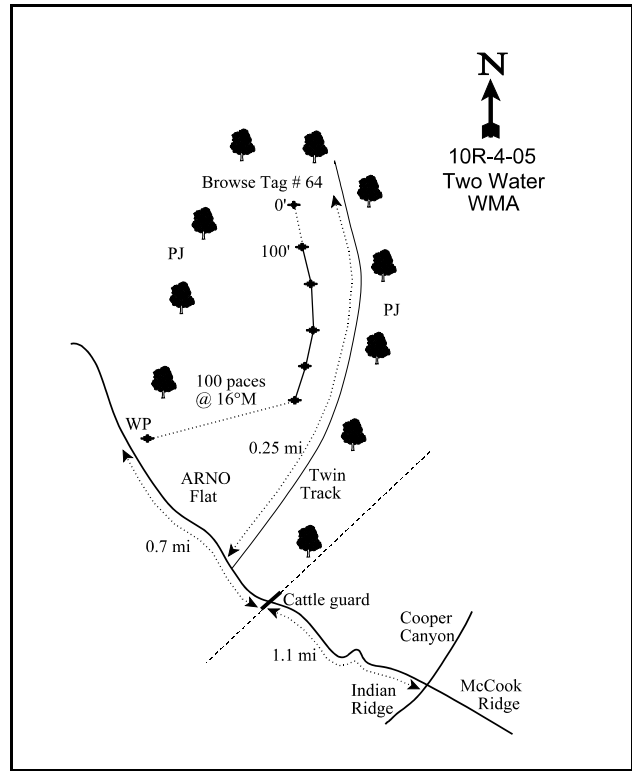 N
10R-4-05
Two Water
WMA
Browse Tag # 64
0'
100'
PJ
PJ
100 paces
@ 16°M
WP
0.25 mi
ARNO
Flat
Twin
Track
0.7 mi
Cattle guard
1.1 mi
Cooper
Canyon
Indian
Ridge
McCook
Ridge